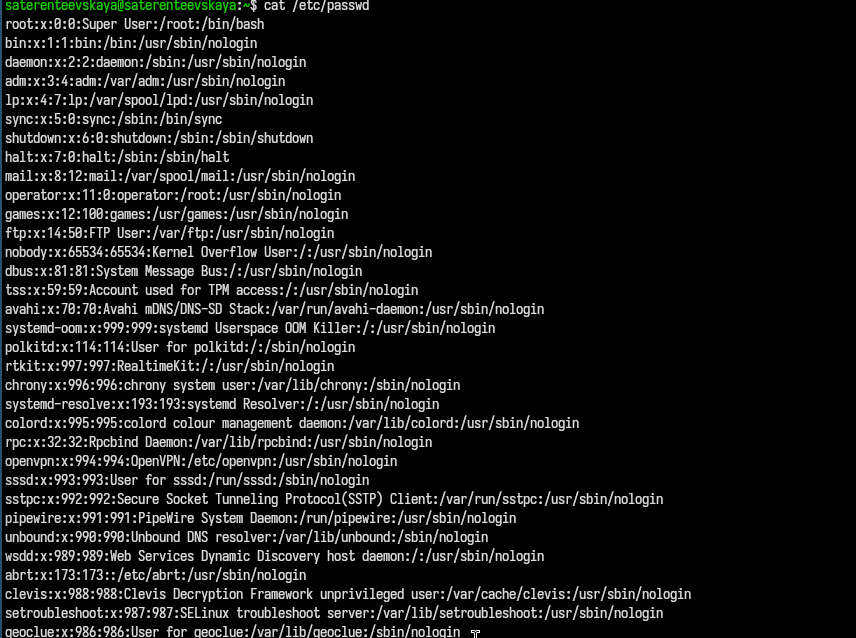 saterenteevskaya@saterenteevskaya:~$ cat /etc/passwd
root:x:0:0:Super User:/root:/bin/bash
bin:x:1:1:bin:/bin:/usr/sbin/nologin
daemon:x:2:2:daemon:/sbin:/usr/sbin/nologin
adm:x:3:4:adm:/var/adm:/usr/sbin/nologin
lp:x:4:7:lp:/var/spool/lpd:/usr/sbin/nologin
sync:x:5:0:sync:/sbin:/bin/sync
shutdown:x:6:0:shutdown:/sbin:/sbin/shutdown
halt:x:7:0:halt:/sbin:/sbin/halt
mail:x:8:12:mail:/var/spool/mail:/usr/sbin/nologin
operator:x:11:0:operator:/root:/usr/sbin/nologin
games:x:12:100:games:/usr/games:/usr/sbin/nologin
ftp:x:14:50:FTP User:/var/ftp:/usr/sbin/nologin
nobody:x:65534:65534:Kernel Overflow User:/:/usr/sbin/nologin
dbus:x:81:81:System Message Bus:/:/usr/sbin/nologin
tss:x:59:59:Account used for TPM access:/:/usr/sbin/nologin
avahi:x:70:70:Avahi mDNS/DNS-SD Stack:/var/run/avahi-daemon:/usr/sbin/nologin
systemd-oom:x:999:999:systemd Userspace OOM Killer:/:/usr/sbin/nologin
polkitd:x:114:114:User for polkitd:/:/sbin/nologin
rtkit:x:997:997:RealtimeKit:/:/usr/sbin/nologin
chrony:x:996:996:chrony system user:/var/lib/chrony:/sbin/nologin
systemd-resolve:x:193:193:systemd Resolver:/:/usr/sbin/nologin
colord:x:995:995:colord colour management daemon:/var/lib/colord:/usr/sbin/nologin
rpc:x:32:32:Rpcbind Daemon:/var/lib/rpcbind:/usr/sbin/nologin
openvpn:x:994:994:OpenVPN:/etc/openvpn:/usr/sbin/nologin
sssd:x:993:993:User for sssd:/run/sssd:/usr/sbin/nologin
sstpc:x:992:992:Secure Socket Tunneling Protocol(SSTP) Client:/var/run/sstpc:/usr/sbin/nologin
pipewire:x:991:991:PipeWire System Daemon:/run/pipewire:/usr/sbin/nologin
unbound:x:990:990:Unbound DNS resolver:/var/lib/unbound:/sbin/nologin
wsdd:x:989:989:Web Services Dynamic Discovery host daemon:/:/usr/sbin/nologin
abrt:x:173:173::/etc/abrt:/usr/sbin/nologin
clevis:x:988:988:Clevis Decryption Framework unprivileged user:/var/cache/clevis:/usr/sbin/nologin
setroubleshoot:x:987:987:SELinux troubleshoot server:/var/lib/setroubleshoot:/usr/sbin/nologin
geoclue:x:986:986:User for geoclue:/var/lib/geoclue:/sbin/nologin